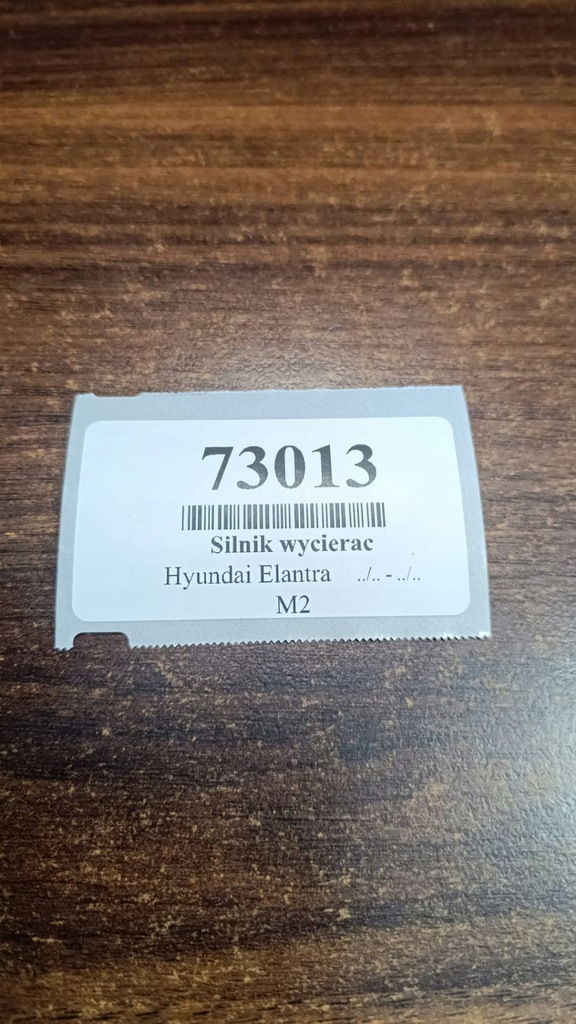 73013
Silnik wycierac
Hyundai Elantra ../.. - ../..
M2